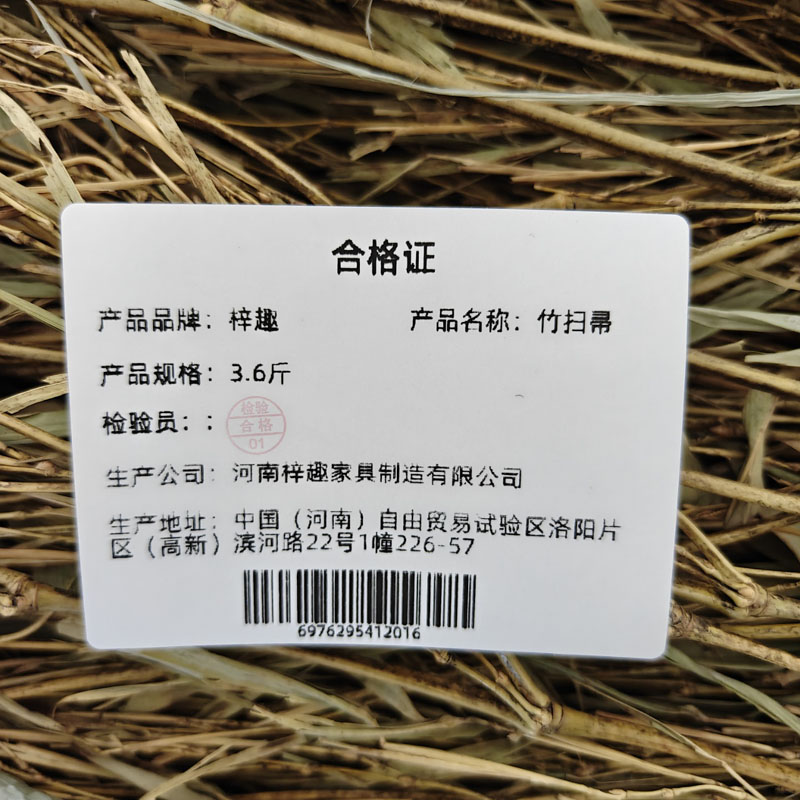 合格证
产品品牌：梓趣 产品名称：竹扫帚
产品规格：3.6斤
检验员：：
检验
合格
01
生产公司：河南梓趣家具制造有限公司
生产地址：中国（河南）自由贸易试验区洛阳片
区（高新）滨河路22号1幢226-57
6976295412016